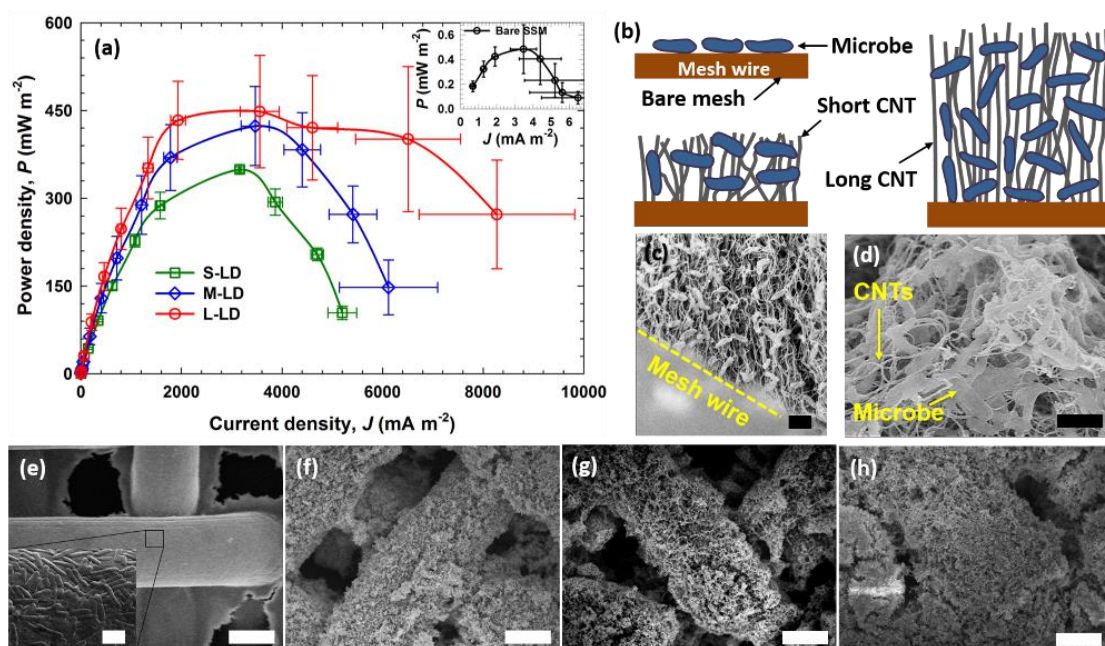 (a)
Power density, P (mW m⁻²)
600
450
300
150
0
0
2000
4000
6000
8000
10000
Current density, J (mA m⁻²)
S-LD
M-LD
L-LD
Bare SSM
P (mW m⁻²)
0.6
0.4
0.2
0.0
0 1 2 3 4 5 6
J (mA m⁻²)
(b)
Microbe
Mesh wire
Bare mesh
Short CNT
Long CNT
(c)
Mesh wire
(d)
CNTs
Microbe
(e)
(f)
(g)
(h)